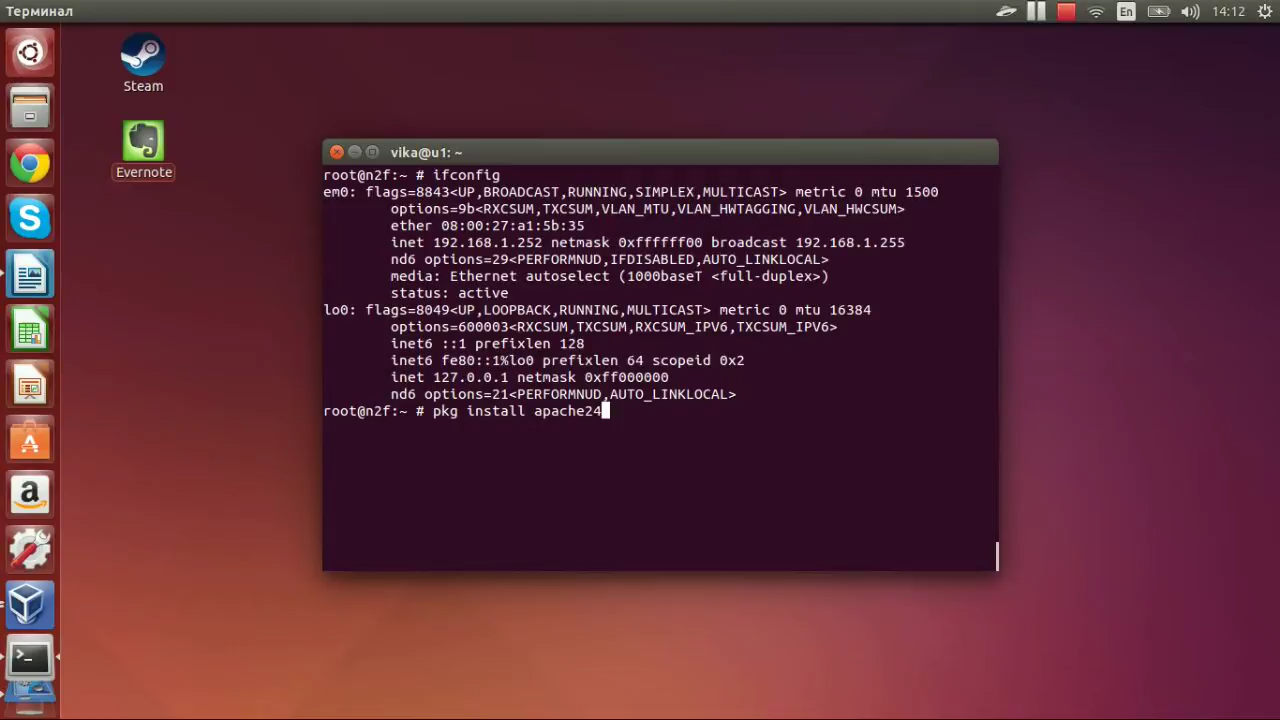 Терминал
En
14:12
Steam
Evernote
vika@u1: ~
root@n2f:~ # ifconfig
em0: flags=8843<UP,BROADCAST,RUNNING,SIMPLEX,MULTICAST> metric 0 mtu 1500
options=9b<RXCSUM,TXCSUM,VLAN_MTU,VLAN_HWTAGGING,VLAN_HWCSUM>
ether 08:00:27:a1:5b:35
inet 192.168.1.252 netmask 0xffffff00 broadcast 192.168.1.255
nd6 options=29<PERFORMNUD,IFDISABLED,AUTO_LINKLOCAL>
media: Ethernet autoselect (1000baseT <full-duplex>)
status: active
lo0: flags=8049<UP,LOOPBACK,RUNNING,MULTICAST> metric 0 mtu 16384
options=600003<RXCSUM,TXCSUM,RXCSUM_IPV6,TXCSUM_IPV6>
inet6 ::1 prefixlen 128
inet6 fe80::1%lo0 prefixlen 64 scopeid 0x2
inet 127.0.0.1 netmask 0xff000000
nd6 options=21<PERFORMNUD,AUTO_LINKLOCAL>
root@n2f:~ # pkg install apache24